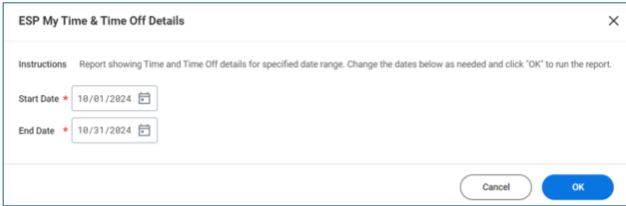 ESP My Time & Time Off Details
Instructions Report showing Time and Time Off details for specified date range. Change the dates below as needed and click "OK" to run the report.
Start Date * 10/01/2024
End Date * 10/31/2024
Cancel OK